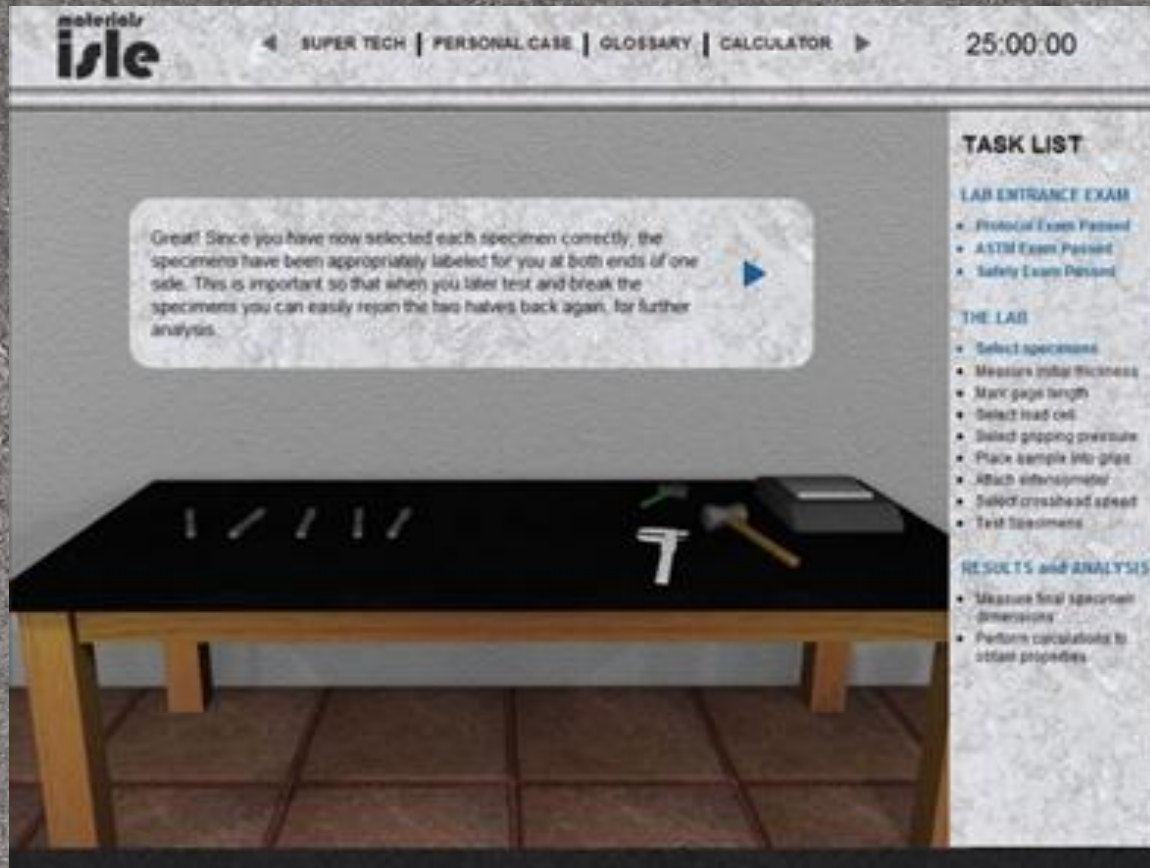 materials
isle
SUPER TECH | PERSONAL CASE | GLOSSARY | CALCULATOR
25:00:00
Great! Since you have now selected each specimen correctly, the
specimens have been appropriately labeled for you at both ends of one
side. This is important so that when you later test and break the
specimens you can easily rejoin the two halves back again, for further
analysis.
TASK LIST
LAB ENTRANCE EXAM
• Protocol Exam Passed
• ASTM Exam Passed
• Safety Exam Passed
THE LAB
• Select specimens
• Measure initial thickness
• Mark gage length
• Select load cell
• Select gripping pressure
• Place sample into grips
• Attach extensometer
• Select crosshead speed
• Test Specimens
RESULTS and ANALYSIS
• Measure final specimen
dimensions
• Perform calculations to
obtain properties